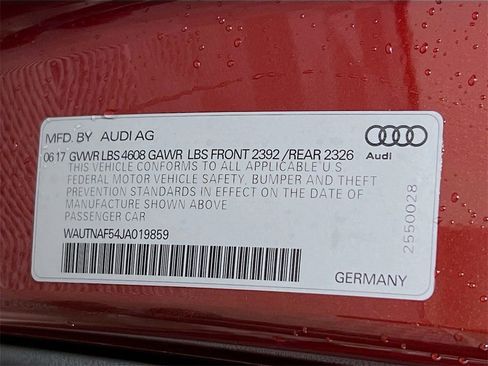 MFD. BY AUDI AG
06 17 GVWR LBS 4608 GAWR LBS FRONT 2392 /REAR 2326
Audi
THIS VEHICLE CONFORMS TO ALL APPLICABLE U S
FEDERAL MOTOR VEHICLE SAFETY, BUMPER AND THEFT
PREVENTION STANDARDS IN EFFECT ON THE DATE OF
MANUFACTURE SHOWN ABOVE
PASSENGER CAR
WAUTNAF54JA019859
GERMANY
2550028